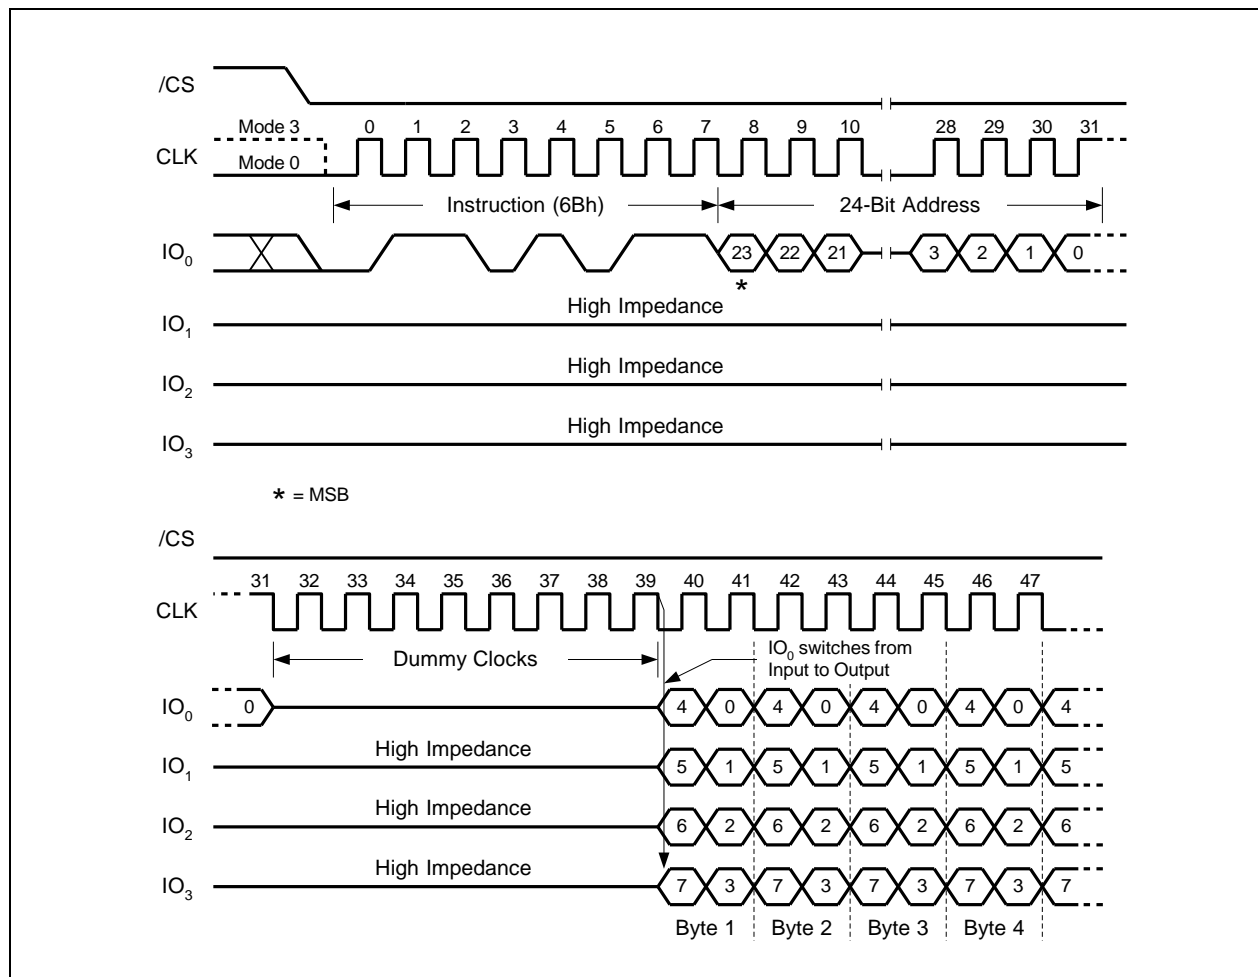 /CS
Mode 3 0 1 2 3 4 5 6 7 8 9 10 28 29 30 31
CLK
Mode 0
Instruction (6Bh) 24-Bit Address
IO0 23 22 21 3 2 1 0
*
High Impedance
IO1
High Impedance
IO2
High Impedance
IO3
* = MSB
/CS
31 32 33 34 35 36 37 38 39 40 41 42 43 44 45 46 47
CLK
Dummy Clocks
IO0 switches from
Input to Output
IO0 0 4 0 4 0 4 0 4 0 4
High Impedance
IO1 5 1 5 1 5 1 5 1 5
High Impedance
IO2 6 2 6 2 6 2 6 2 6
High Impedance
IO3 7 3 7 3 7 3 7 3 7
Byte 1 Byte 2 Byte 3 Byte 4